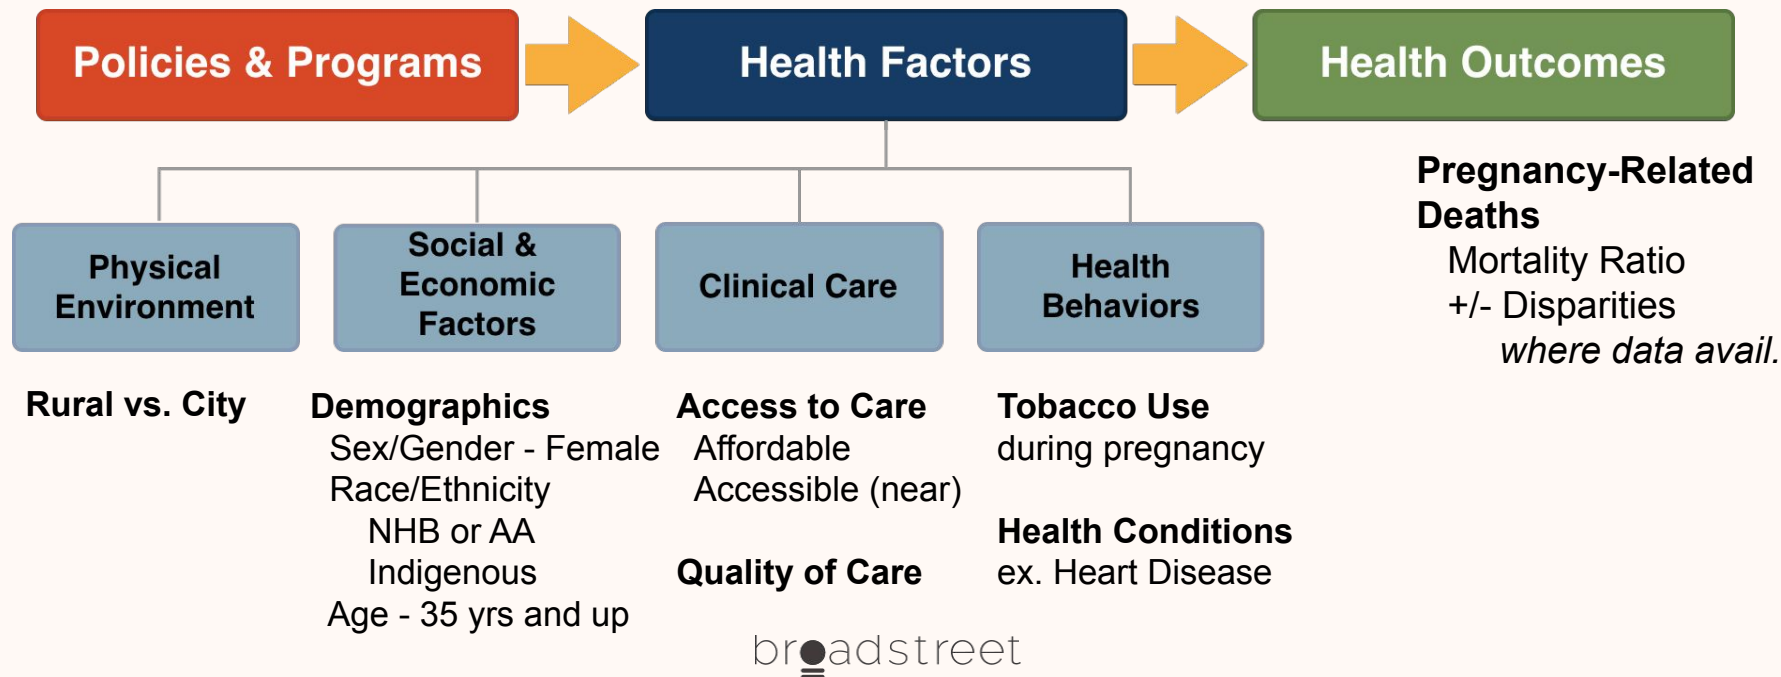 Policies & Programs
Health Factors
Health Outcomes
Physical
Environment
Social &
Economic
Factors
Clinical Care
Health
Behaviors
Rural vs. City
Demographics
Sex/Gender - Female
Race/Ethnicity
NHB or AA
Indigenous
Age - 35 yrs and up
Access to Care
Affordable
Accessible (near)
Quality of Care
Tobacco Use
during pregnancy
Health Conditions
ex. Heart Disease
Pregnancy-Related
Deaths
Mortality Ratio
+/- Disparities
where data avail.
broadstreet